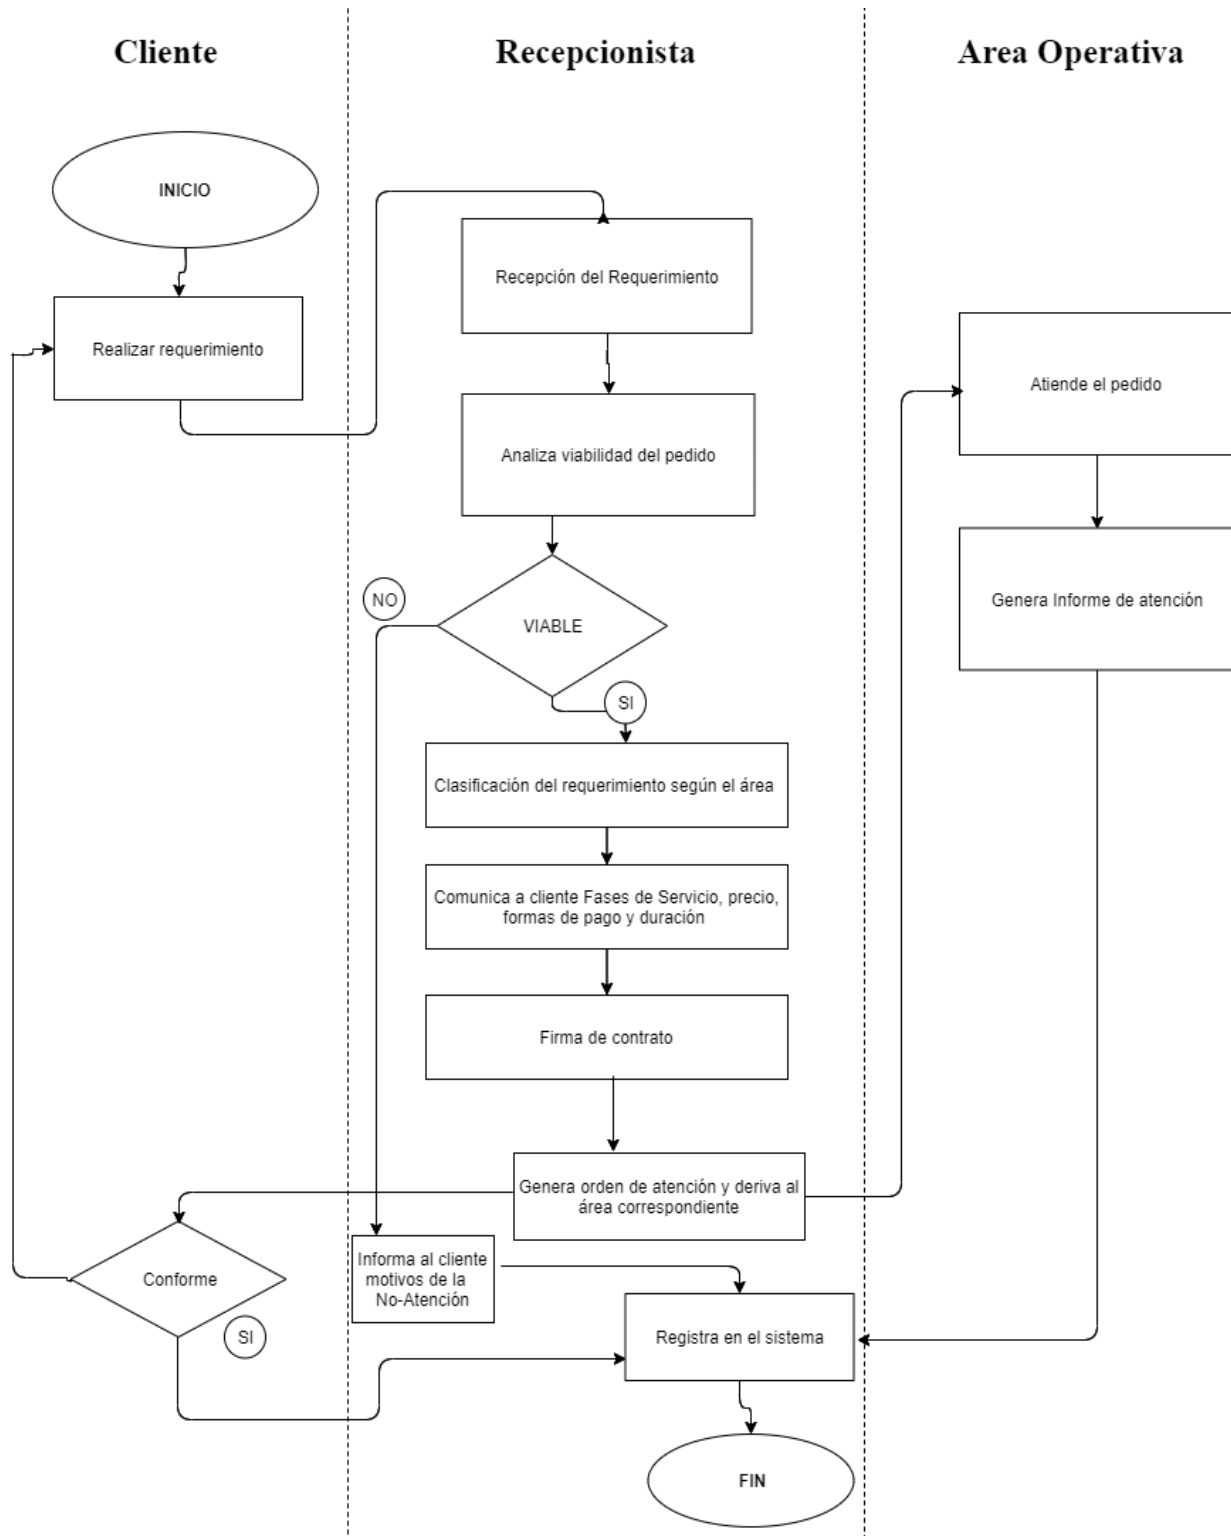 Cliente
Recepcionista
Area Operativa
INICIO
Recepción del Requerimiento
Realizar requerimiento
Atiende el pedido
Analiza viabilidad del pedido
NO
VIABLE
Genera Informe de atención
SI
Clasificación del requerimiento según el área
Comunica a cliente Fases de Servicio, precio,
formas de pago y duración
Firma de contrato
Genera orden de atención y deriva al
área correspondiente
Conforme
Informa al cliente
motivos de la
No-Atención
SI
Registra en el sistema
FIN